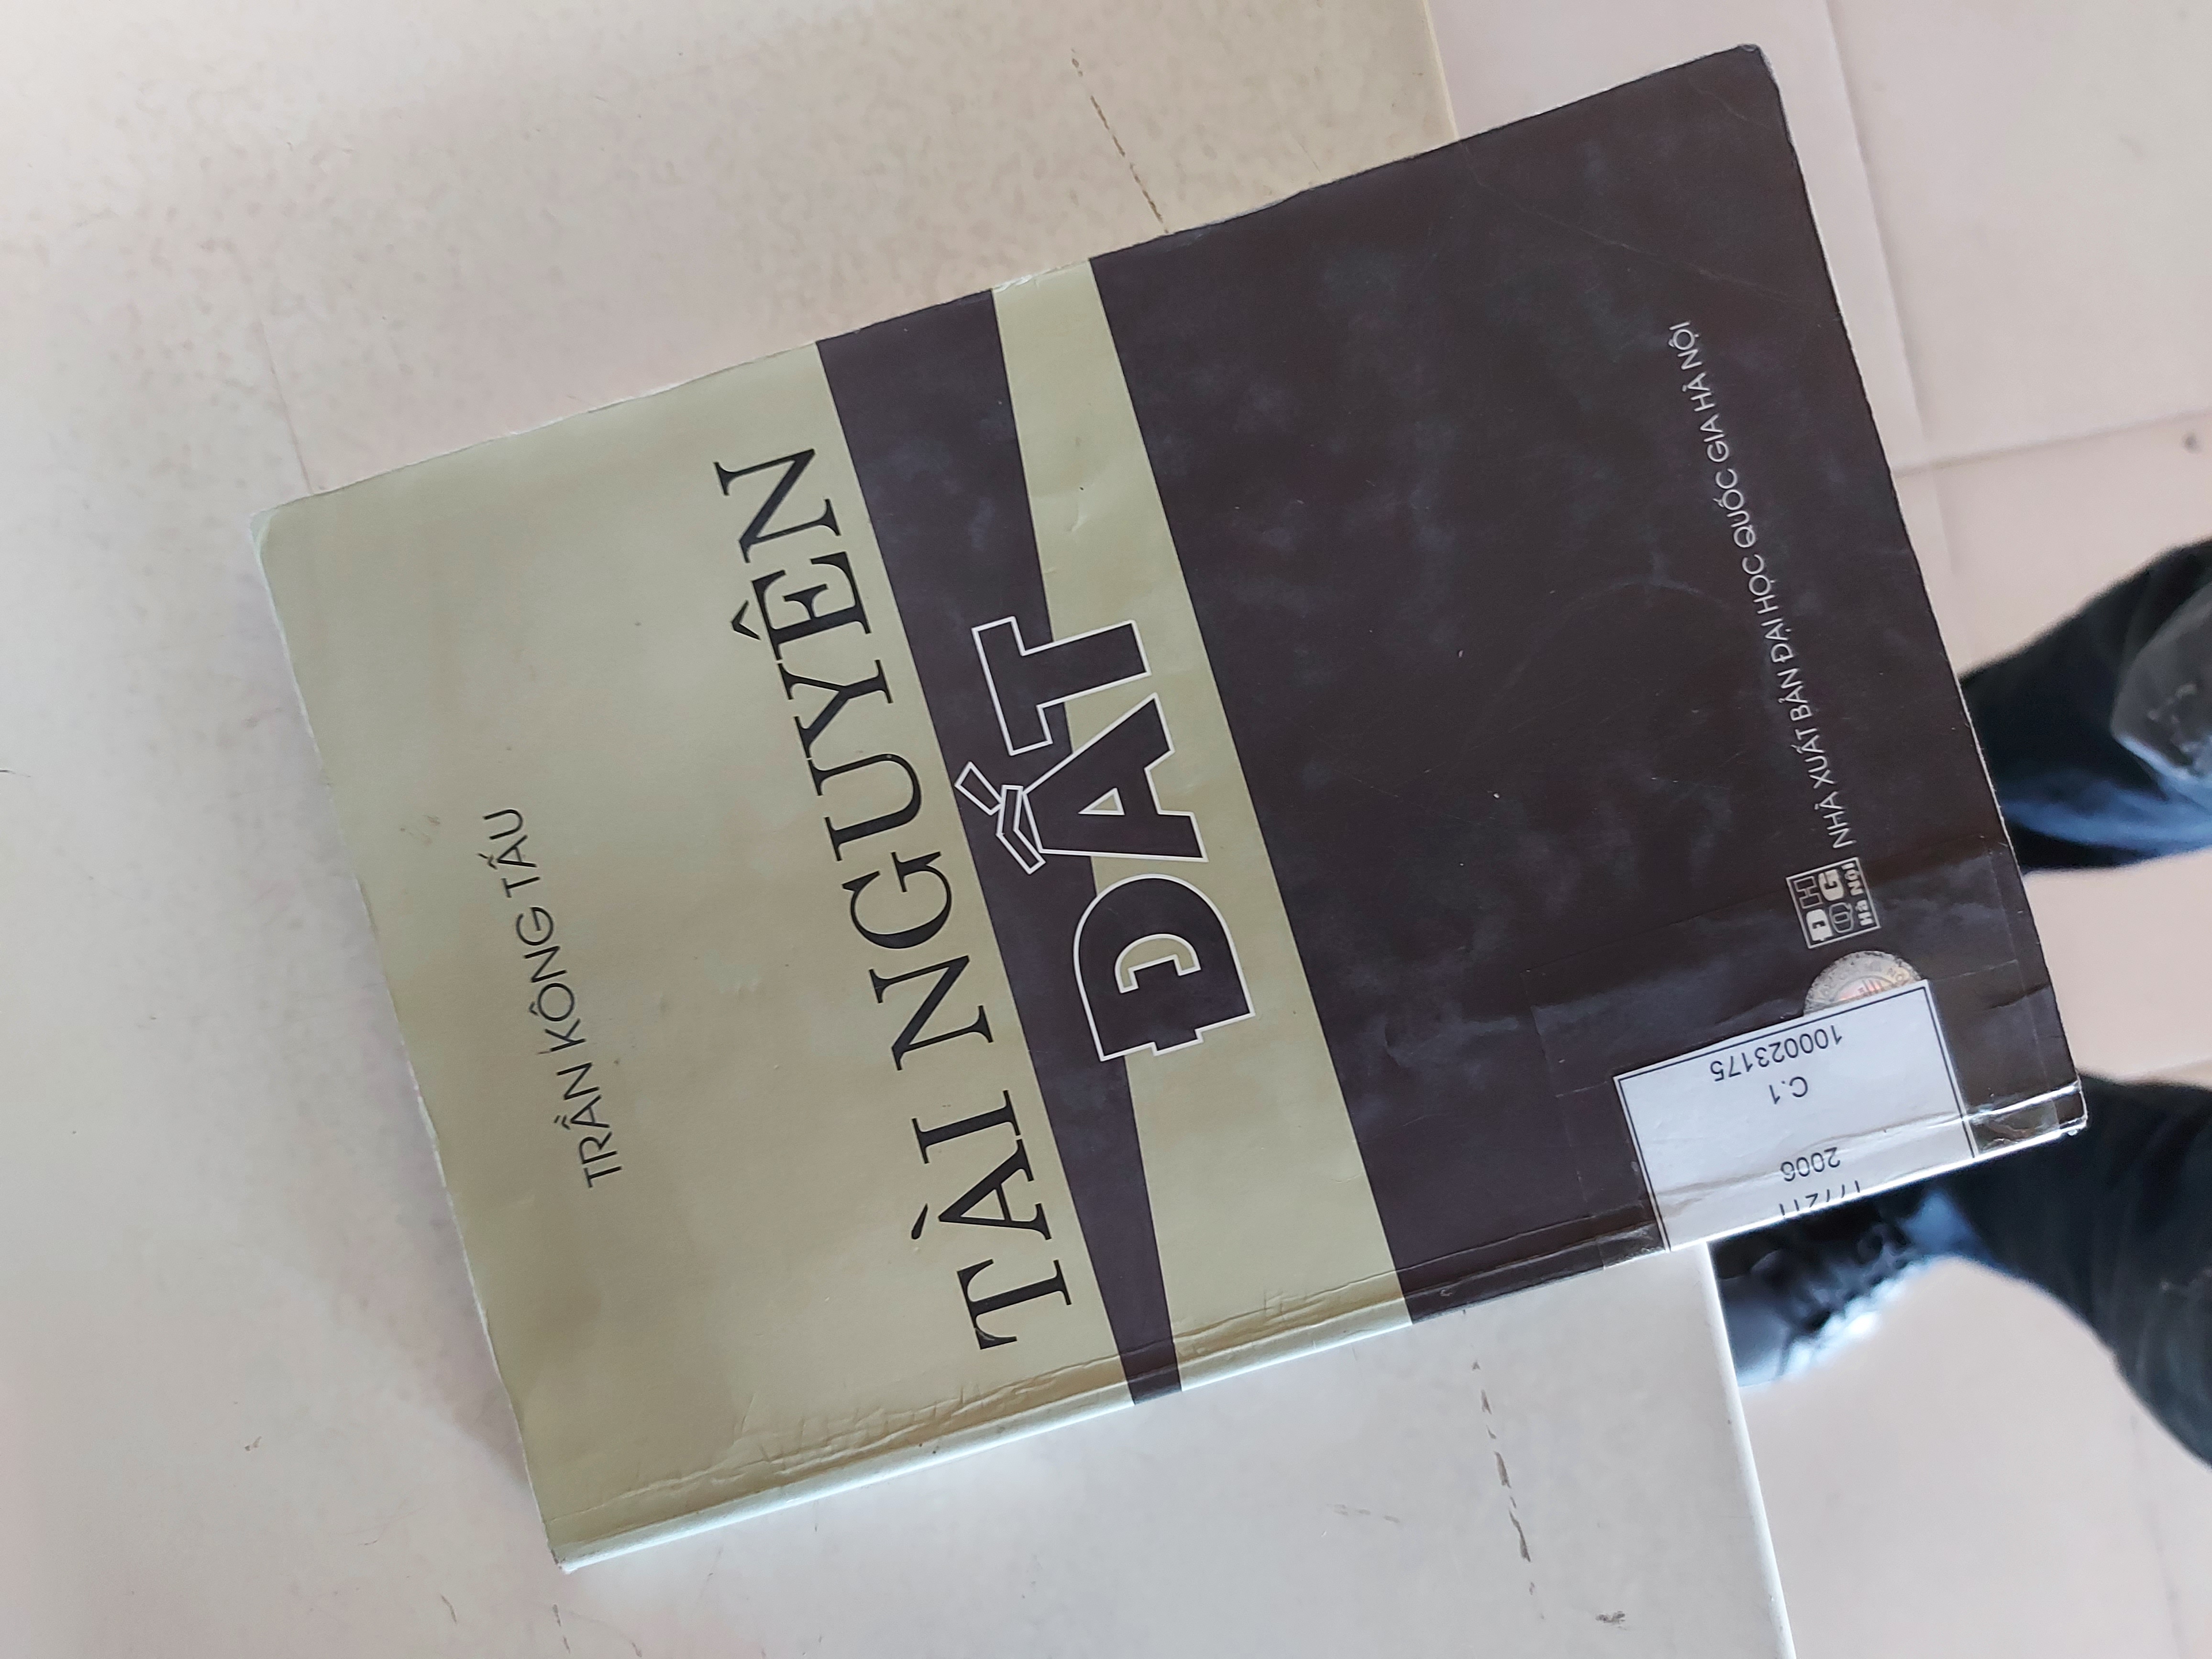 TRẦN KÔNG TẤU
TÀI NGUYÊN
ĐẤT
2006
C.1
100023175
ĐH
QG
Hà Nội
NHÀ XUẤT BẢN ĐẠI HỌC QUỐC GIA HÀ NỘI